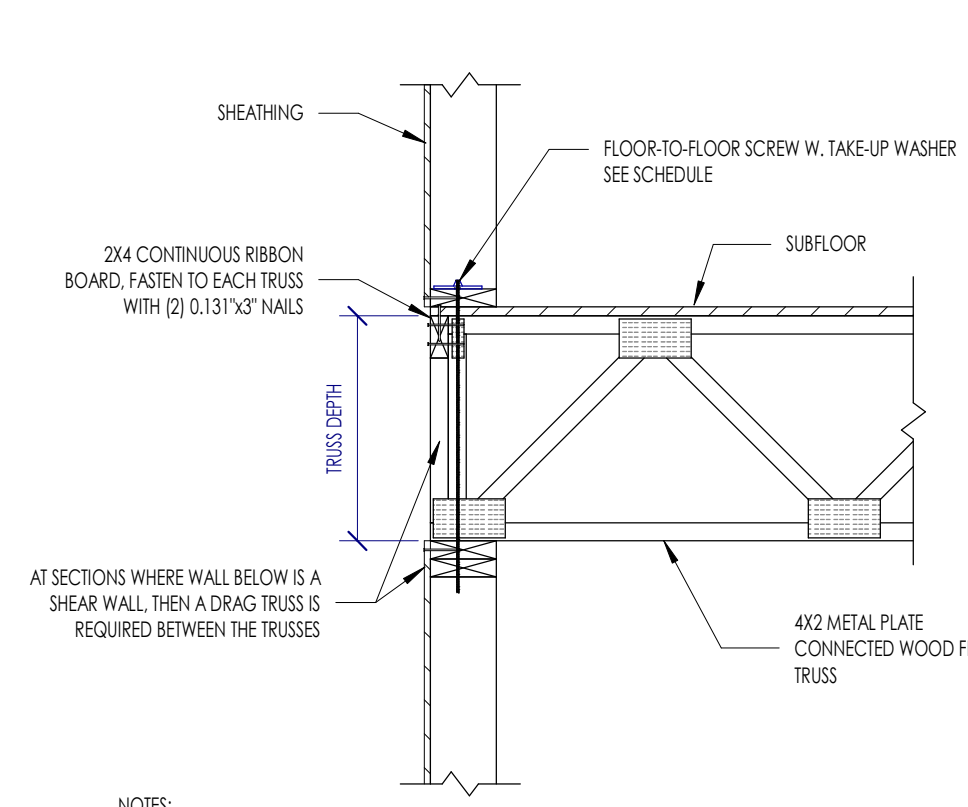 SHEATHING
FLOOR-TO-FLOOR SCREW W. TAKE-UP WASHER
SEE SCHEDULE
2X4 CONTINUOUS RIBBON
BOARD, FASTEN TO EACH TRUSS
WITH (2) 0.131"x3" NAILS
SUBFLOOR
TRUSS DEPTH
AT SECTIONS WHERE WALL BELOW IS A
SHEAR WALL, THEN A DRAG TRUSS IS
REQUIRED BETWEEN THE TRUSSES
4X2 METAL PLATE
CONNECTED WOOD
TRUSS
NOTES: